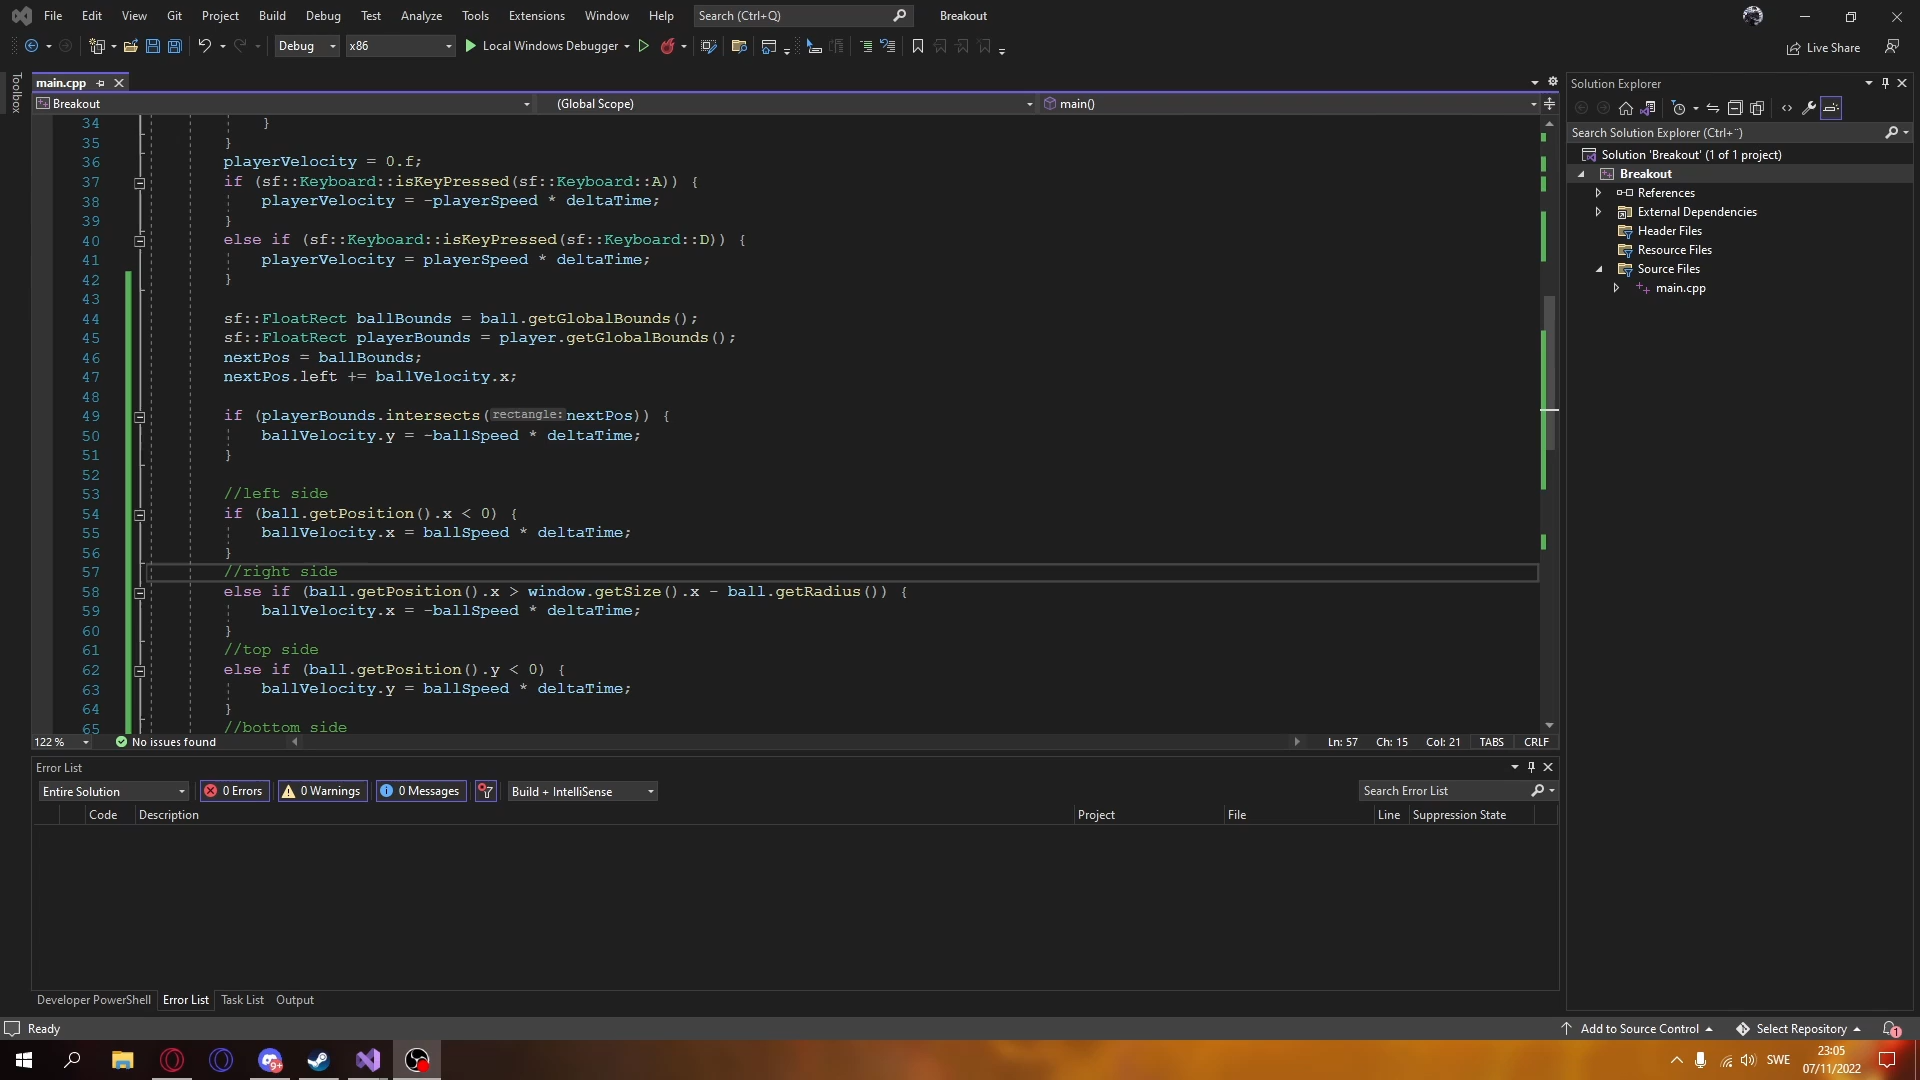 File Edit View Git Project Build Debug Test Analyze Tools Extensions Window Help Search (Ctrl+Q) Breakout
Debug x86 Local Windows Debugger Live Share
Toolbox
main.cpp
Breakout (Global Scope) main()
34 }
35 }
36 playerVelocity = 0.f;
37 if (sf::Keyboard::isKeyPressed(sf::Keyboard::A)) {
38 playerVelocity = -playerSpeed * deltaTime;
39 }
40 else if (sf::Keyboard::isKeyPressed(sf::Keyboard::D)) {
41 playerVelocity = playerSpeed * deltaTime;
42 }
43
44 sf::FloatRect ballBounds = ball.getGlobalBounds();
45 sf::FloatRect playerBounds = player.getGlobalBounds();
46 nextPos = ballBounds;
47 nextPos.left += ballVelocity.x;
48
49 if (playerBounds.intersects(rectangle:nextPos)) {
50 ballVelocity.y = -ballSpeed * deltaTime;
51 }
52
53 //left side
54 if (ball.getPosition().x < 0) {
55 ballVelocity.x = ballSpeed * deltaTime;
56 }
57 //right side
58 else if (ball.getPosition().x > window.getSize().x - ball.getRadius()) {
59 ballVelocity.x = -ballSpeed * deltaTime;
60 }
61 //top side
62 else if (ball.getPosition().y < 0) {
63 ballVelocity.y = ballSpeed * deltaTime;
64 }
65 //bottom side
122 % No issues found Ln: 57 Ch: 15 Col: 21 TABS CRLF
Error List
Entire Solution 0 Errors 0 Warnings 0 Messages Build + IntelliSense Search Error List
Code Description Project File Line Suppression State
Developer PowerShell Error List Task List Output
Solution Explorer
Search Solution Explorer (Ctrl+¨)
Solution 'Breakout' (1 of 1 project)
Breakout
References
External Dependencies
Header Files
Resource Files
Source Files
main.cpp
Ready Add to Source Control Select Repository 1
9+ SWE 23:05
07/11/2022